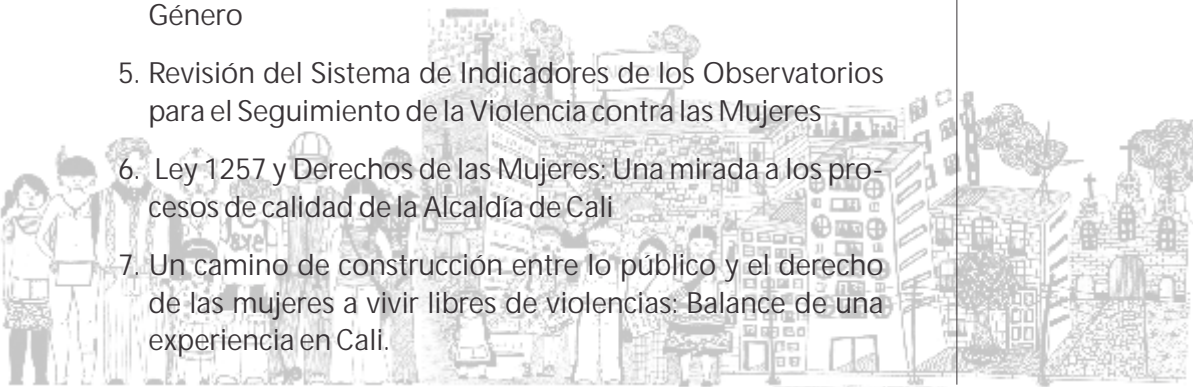 Género
5. Revisión del Sistema de Indicadores de los Observatorios
para el Seguimiento de la Violencia contra las Mujeres
6. Ley 1257 y Derechos de las Mujeres: Una mirada a los pro-
cesos de calidad de la Alcaldía de Cali
7. Un camino de construcción entre lo público y el derecho
de las mujeres a vivir libres de violencias: Balance de una
experiencia en Cali.